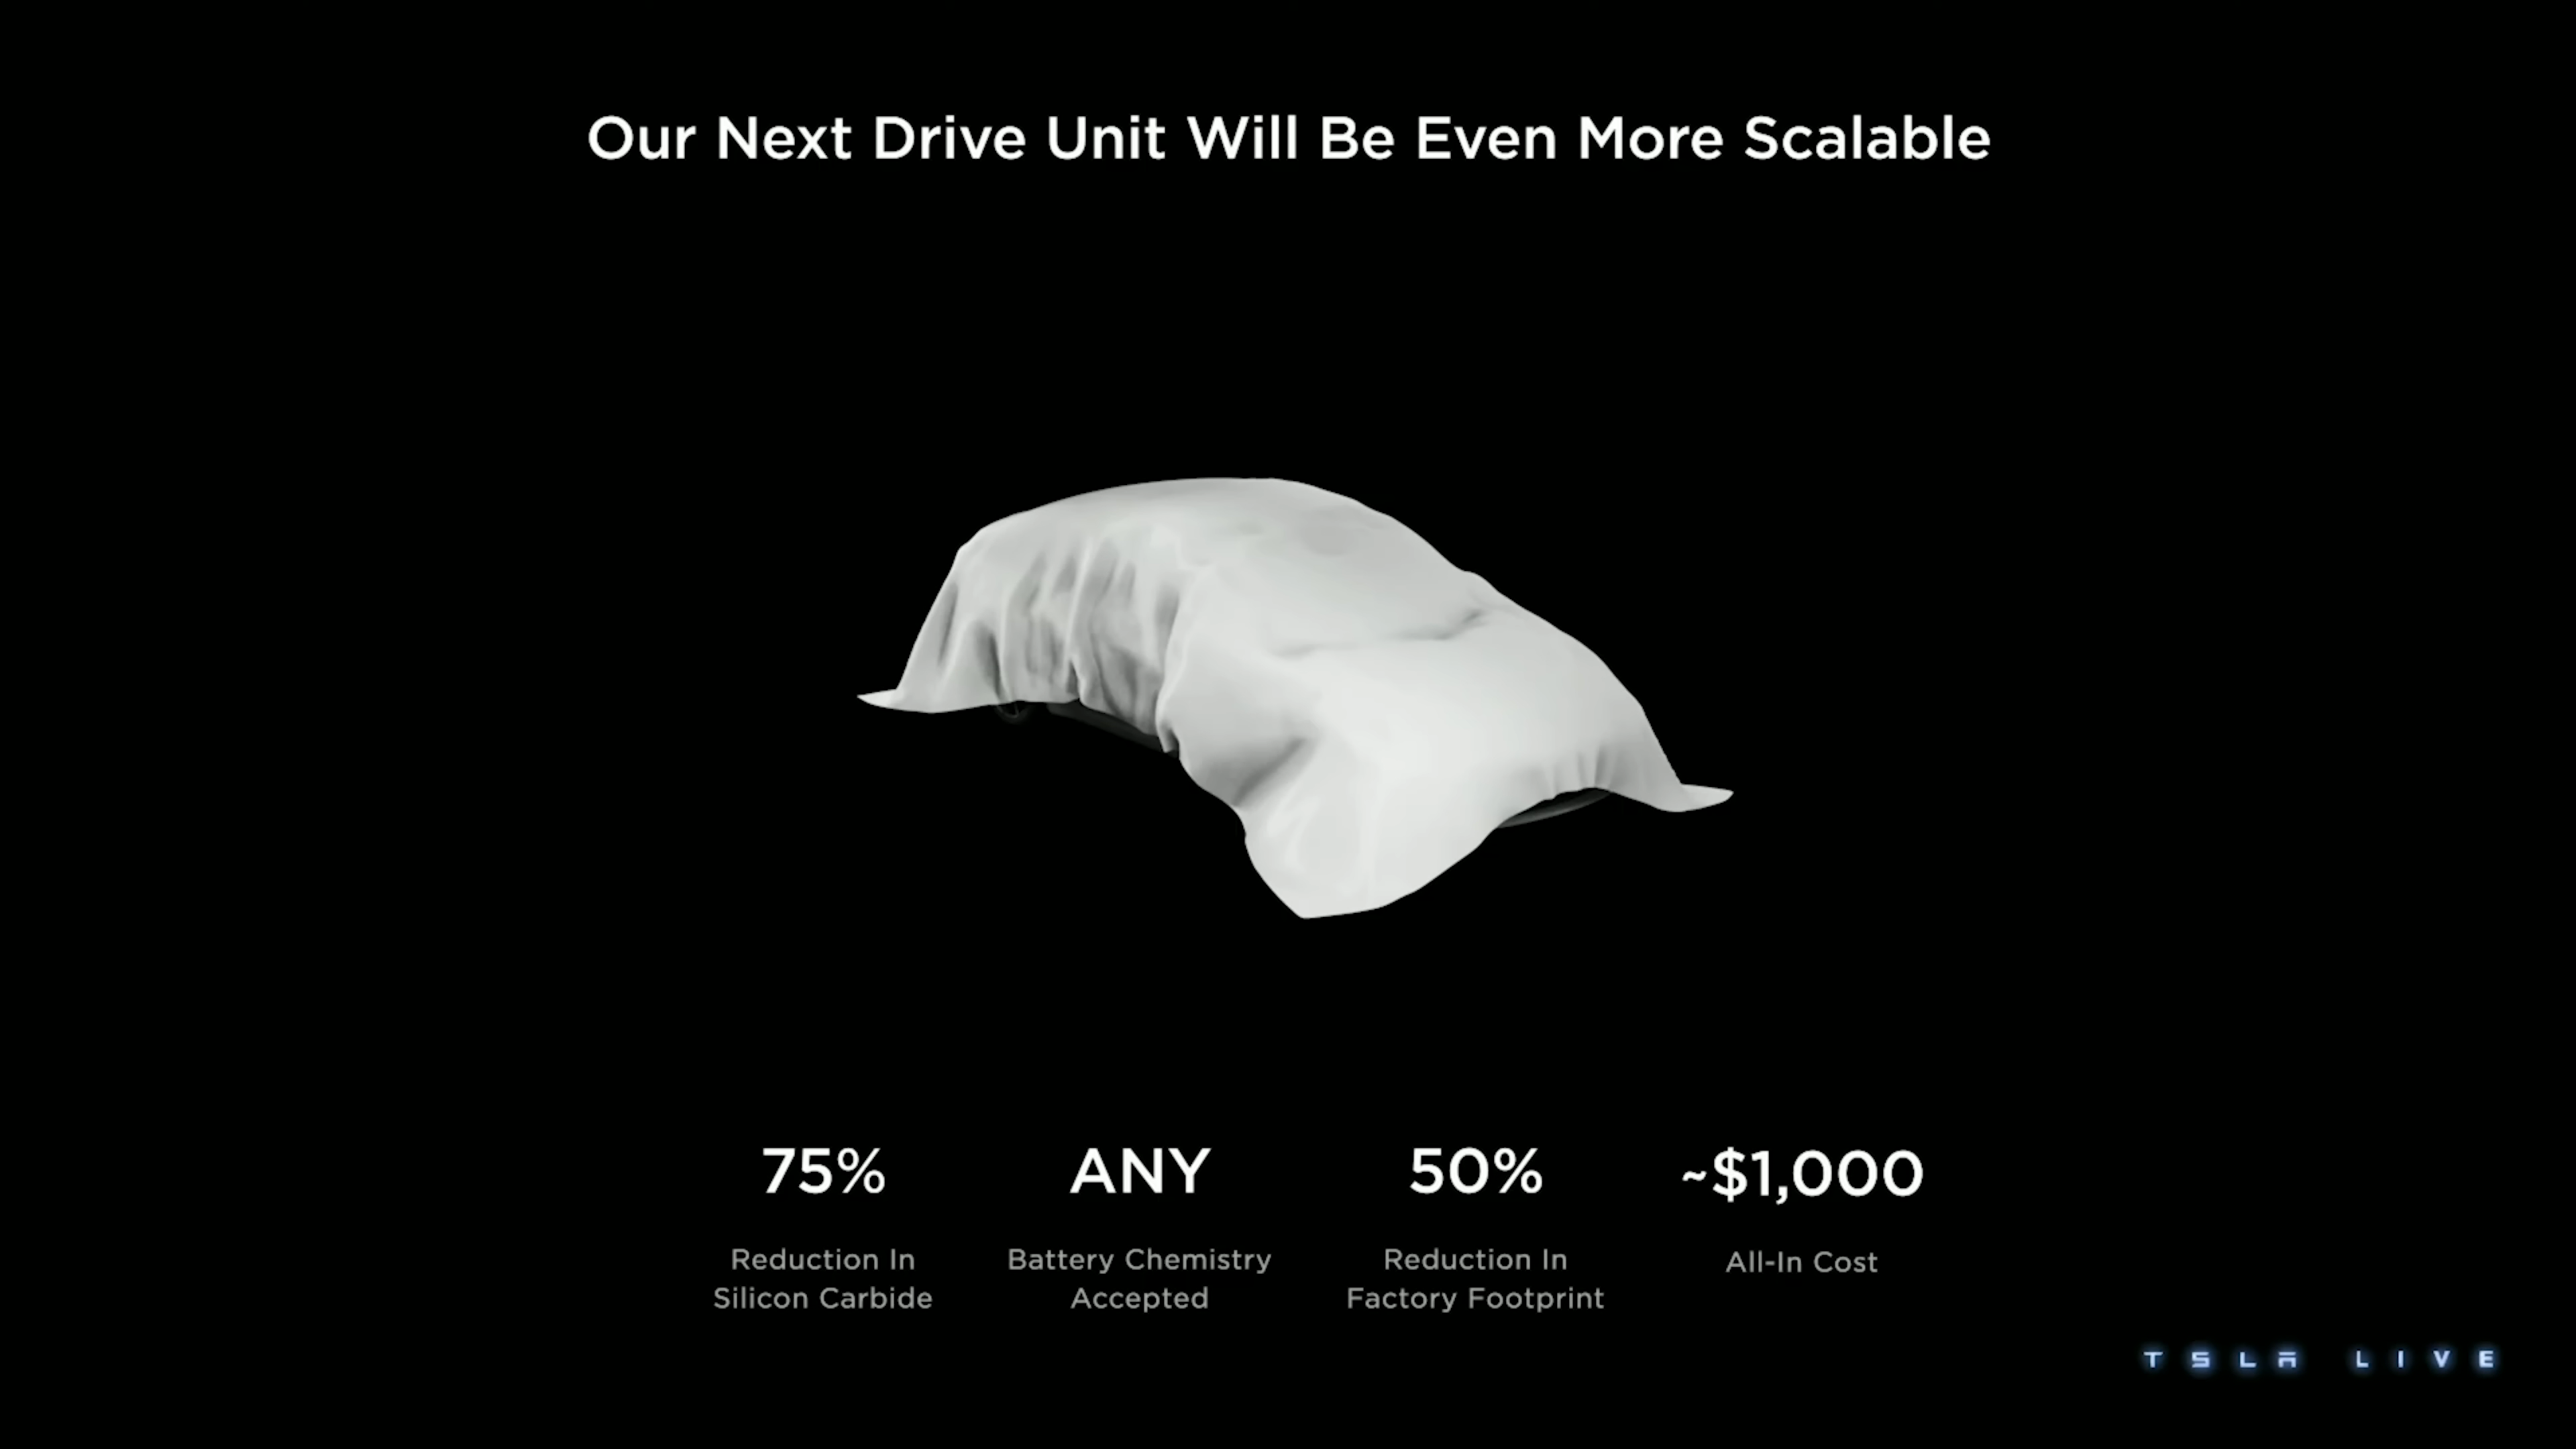 Our Next Drive Unit Will Be Even More Scalable
75%
Reduction In
Silicon Carbide
ANY
Battery Chemistry
Accepted
50%
Reduction In
Factory Footprint
~$1,000
All-In Cost
TSLA LIVE